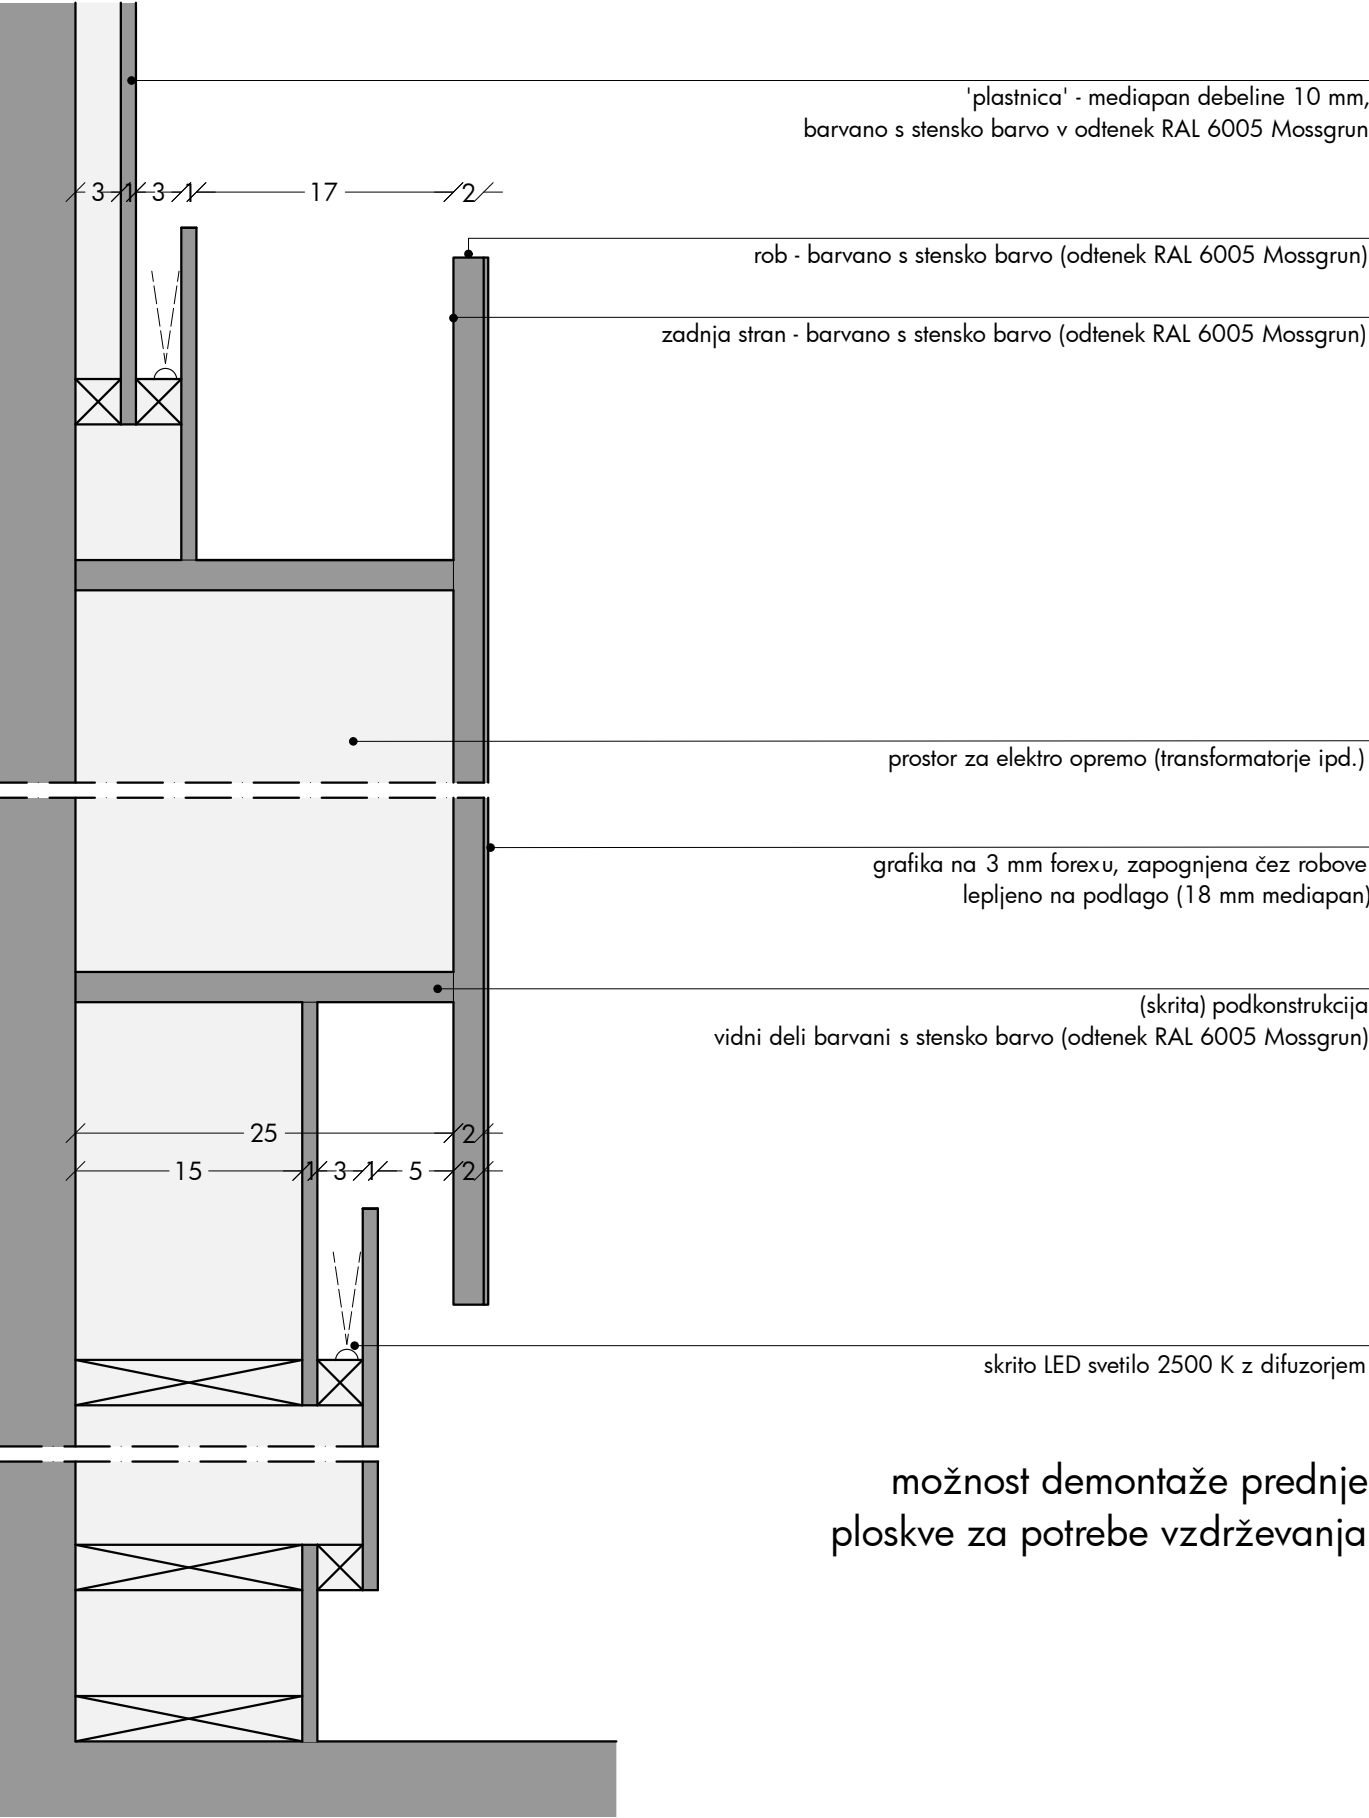 'plastnica' - mediapan debeline 10 mm,
barvano s stensko barvo v odtenek RAL 6005 Mossgrun
3 1 3 1 17 2
rob - barvano s stensko barvo (odtenek RAL 6005 Mossgrun)
zadnja stran - barvano s stensko barvo (odtenek RAL 6005 Mossgrun)
prostor za elektro opremo (transformatorje ipd.)
grafika na 3 mm forexu, zapognjena čez robove
lepljeno na podlago (18 mm mediapan)
(skrita) podkonstrukcija
vidni deli barvani s stensko barvo (odtenek RAL 6005 Mossgrun)
25 2
15 1 3 1 5 2
skrito LED svetilo 2500 K z difuzorjem
možnost demontaže prednje
ploskve za potrebe vzdrževanja